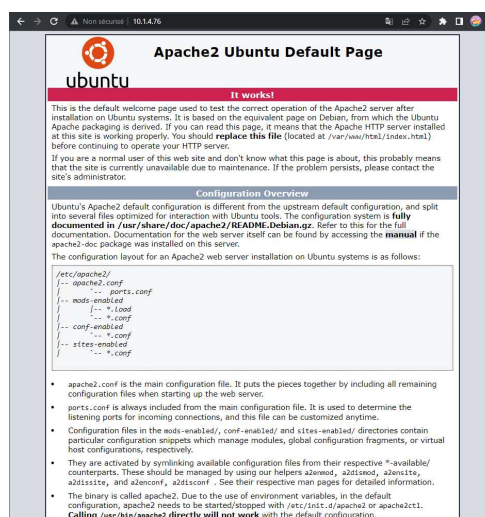 Non sécurisé | 10.1.4.76
Apache2 Ubuntu Default Page
ubuntu
It works!
This is the default welcome page used to test the correct operation of the Apache2 server after
installation on Ubuntu systems. It is based on the equivalent page on Debian, from which the Ubuntu
Apache packaging is derived. If you can read this page, it means that the Apache HTTP server installed
at this site is working properly. You should replace this file (located at /var/www/html/index.html)
before continuing to operate your HTTP server.
If you are a normal user of this web site and don't know what this page is about, this probably means
that the site is currently unavailable due to maintenance. If the problem persists, please contact the
site's administrator.
Configuration Overview
Ubuntu's Apache2 default configuration is different from the upstream default configuration, and split
into several files optimized for interaction with Ubuntu tools. The configuration system is fully
documented in /usr/share/doc/apache2/README.Debian.gz. Refer to this for the full
documentation. Documentation for the web server itself can be found by accessing the manual if the
apache2-doc package was installed on this server.
The configuration layout for an Apache2 web server installation on Ubuntu systems is as follows:
/etc/apache2/
|-- apache2.conf
|       `--  ports.conf
|-- mods-enabled
|       |-- *.load
|       `-- *.conf
|-- conf-enabled
|       `-- *.conf
|-- sites-enabled
|       `-- *.conf
• apache2.conf is the main configuration file. It puts the pieces together by including all remaining
configuration files when starting up the web server.
• ports.conf is always included from the main configuration file. It is used to determine the
listening ports for incoming connections, and this file can be customized anytime.
• Configuration files in the mods-enabled/, conf-enabled/ and sites-enabled/ directories contain
particular configuration snippets which manage modules, global configuration fragments, or virtual
host configurations, respectively.
• They are activated by symlinking available configuration files from their respective *-available/
counterparts. These should be managed by using our helpers a2enmod, a2dismod, a2ensite,
a2dissite, and a2enconf, a2disconf . See their respective man pages for detailed information.
• The binary is called apache2. Due to the use of environment variables, in the default
configuration, apache2 needs to be started/stopped with /etc/init.d/apache2 or apache2ctl.
Calling /usr/bin/apache2 directly will not work with the default configuration.